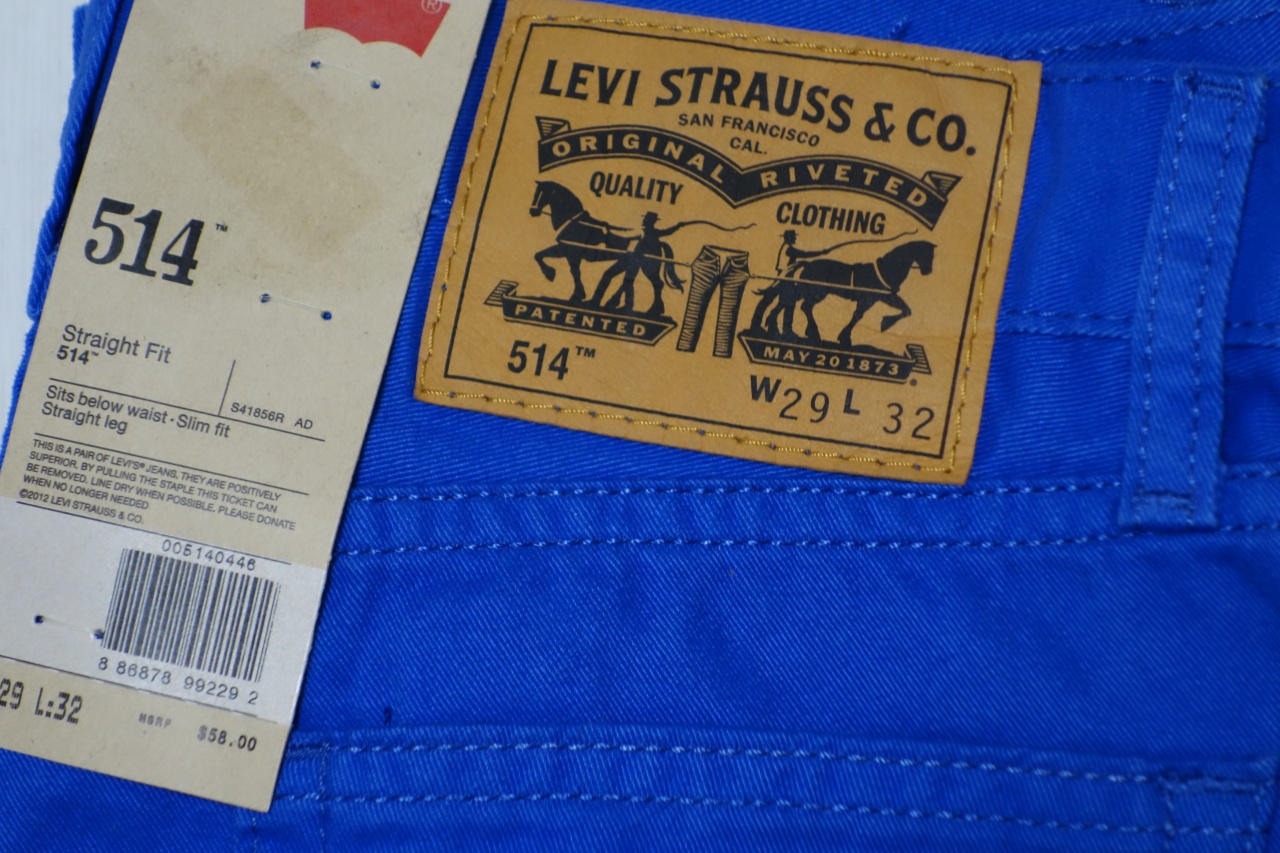 ®
514™
Straight Fit
514™
S41856R AD
Sits below waist - Slim fit
Straight leg
THIS IS A PAIR OF LEVI'S® JEANS. THEY ARE POSITIVELY
SUPERIOR. BY PULLING THE STAPLE THIS TICKET CAN
BE REMOVED. LINE DRY WHEN POSSIBLE. PLEASE DONATE
WHEN NO LONGER NEEDED
©2012 LEVI STRAUSS & CO.
005140446
8 86878 99229 2
29 L:32
MSRP $58.00
LEVI STRAUSS & CO.
SAN FRANCISCO
CAL.
ORIGINAL RIVETED
QUALITY CLOTHING
PATENTED MAY 20 1873
514™
W 29 L 32